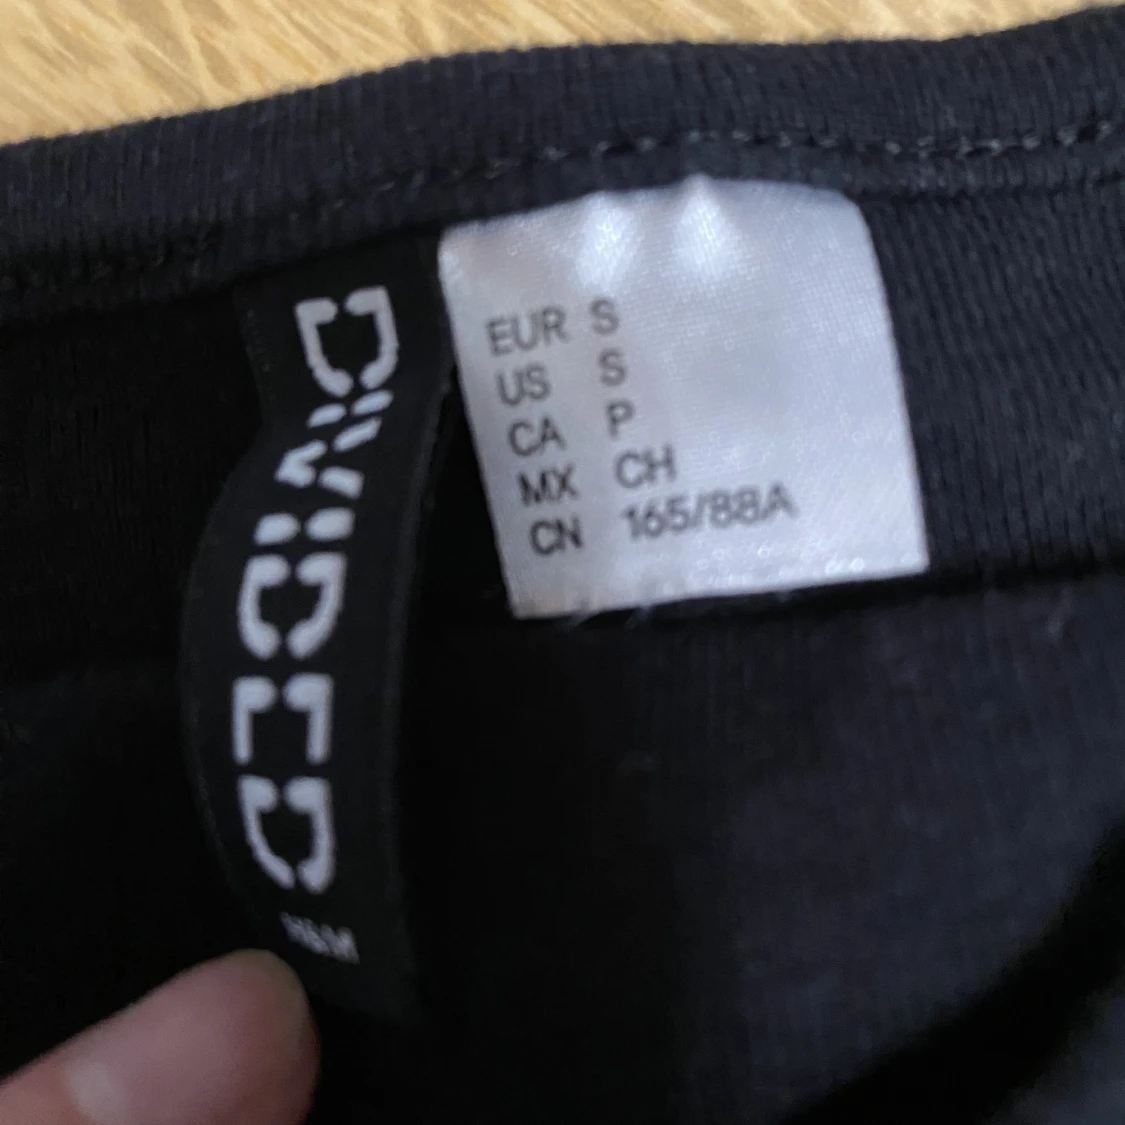 DIVIDED
H&M
EUR S
US S
CA P
MX CH
CN 165/88A